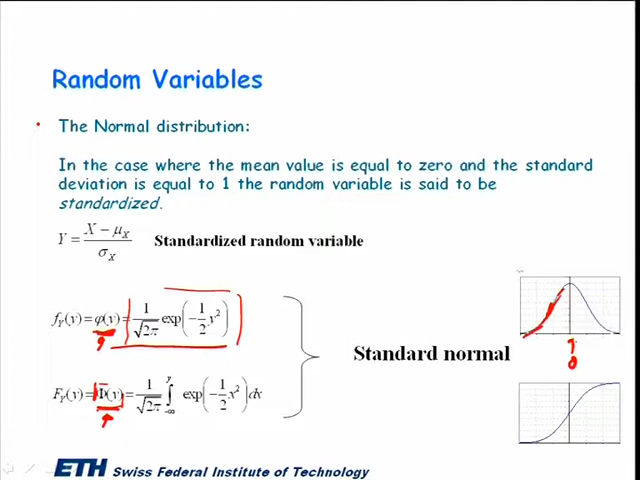 Random Variables
• The Normal distribution:
In the case where the mean value is equal to zero and the standard
deviation is equal to 1 the random variable is said to be
standardized.
Y = (X − μ_X) / σ_X Standardized random variable
f_Y(y) = φ(y) = 1/√(2π) exp(−1/2 y²)
φ
0
Standard normal
F_Y(y) = Φ(y) = 1/√(2π) ∫_{−∞}^{y} exp(−1/2 x²) dx
ETH Swiss Federal Institute of Technology